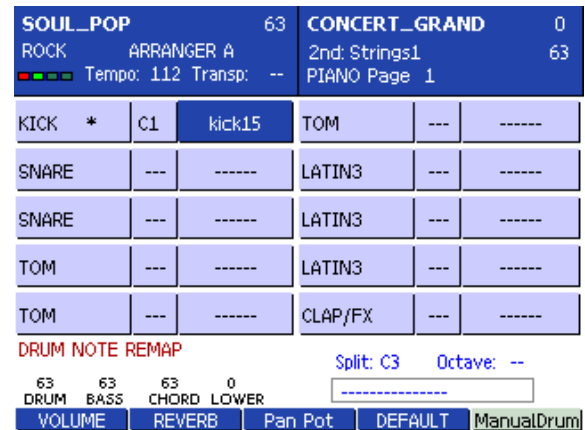 SOUL_POP 63 CONCERT_GRAND 0
ROCK ARRANGER A 2nd: Strings1 63
Tempo: 112 Transp: -- PIANO Page 1
KICK * C1 kick15 TOM --- ------
SNARE --- ------ LATIN3 --- ------
SNARE --- ------ LATIN3 --- ------
TOM --- ------ LATIN3 --- ------
TOM --- ------ CLAP/FX --- ------
DRUM NOTE REMAP
Split: C3 Octave: --
63 63 63 0
DRUM BASS CHORD LOWER
---------------
VOLUME REVERB Pan Pot DEFAULT ManualDrum